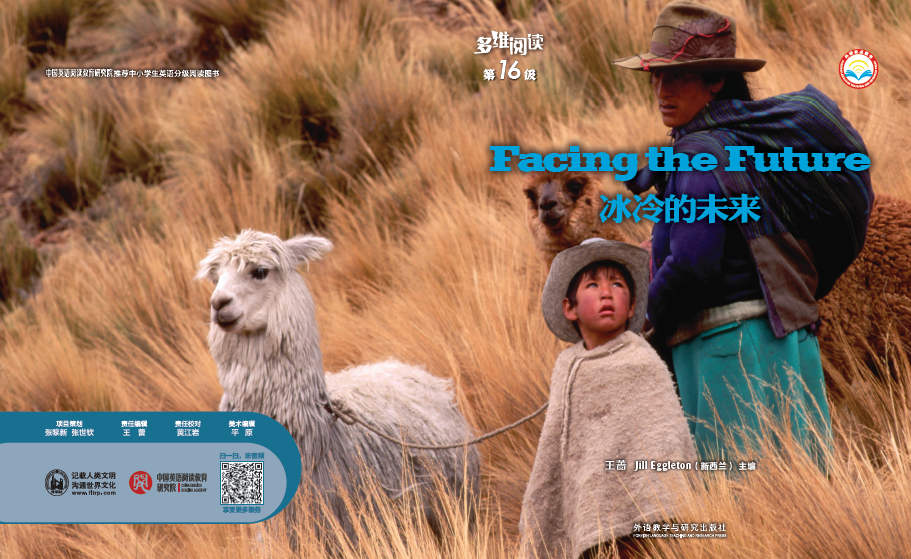 中国英语阅读教育研究院推荐中小学生英语分级阅读图书
多维阅读
第16级
Facing the Future
冰冷的未来
王蔷 Jill Eggleton（新西兰）主编
外语教学与研究出版社
FOREIGN LANGUAGE TEACHING AND RESEARCH PRESS
项目策划 责任编辑 责任校对 美术编辑
张黎新 张世钦 王 蕾 黄江岩 平 原
扫一扫，听音频
记载人类文明
沟通世界文化
www.fltrp.com
中国英语阅读教育
研究院
享受更多服务